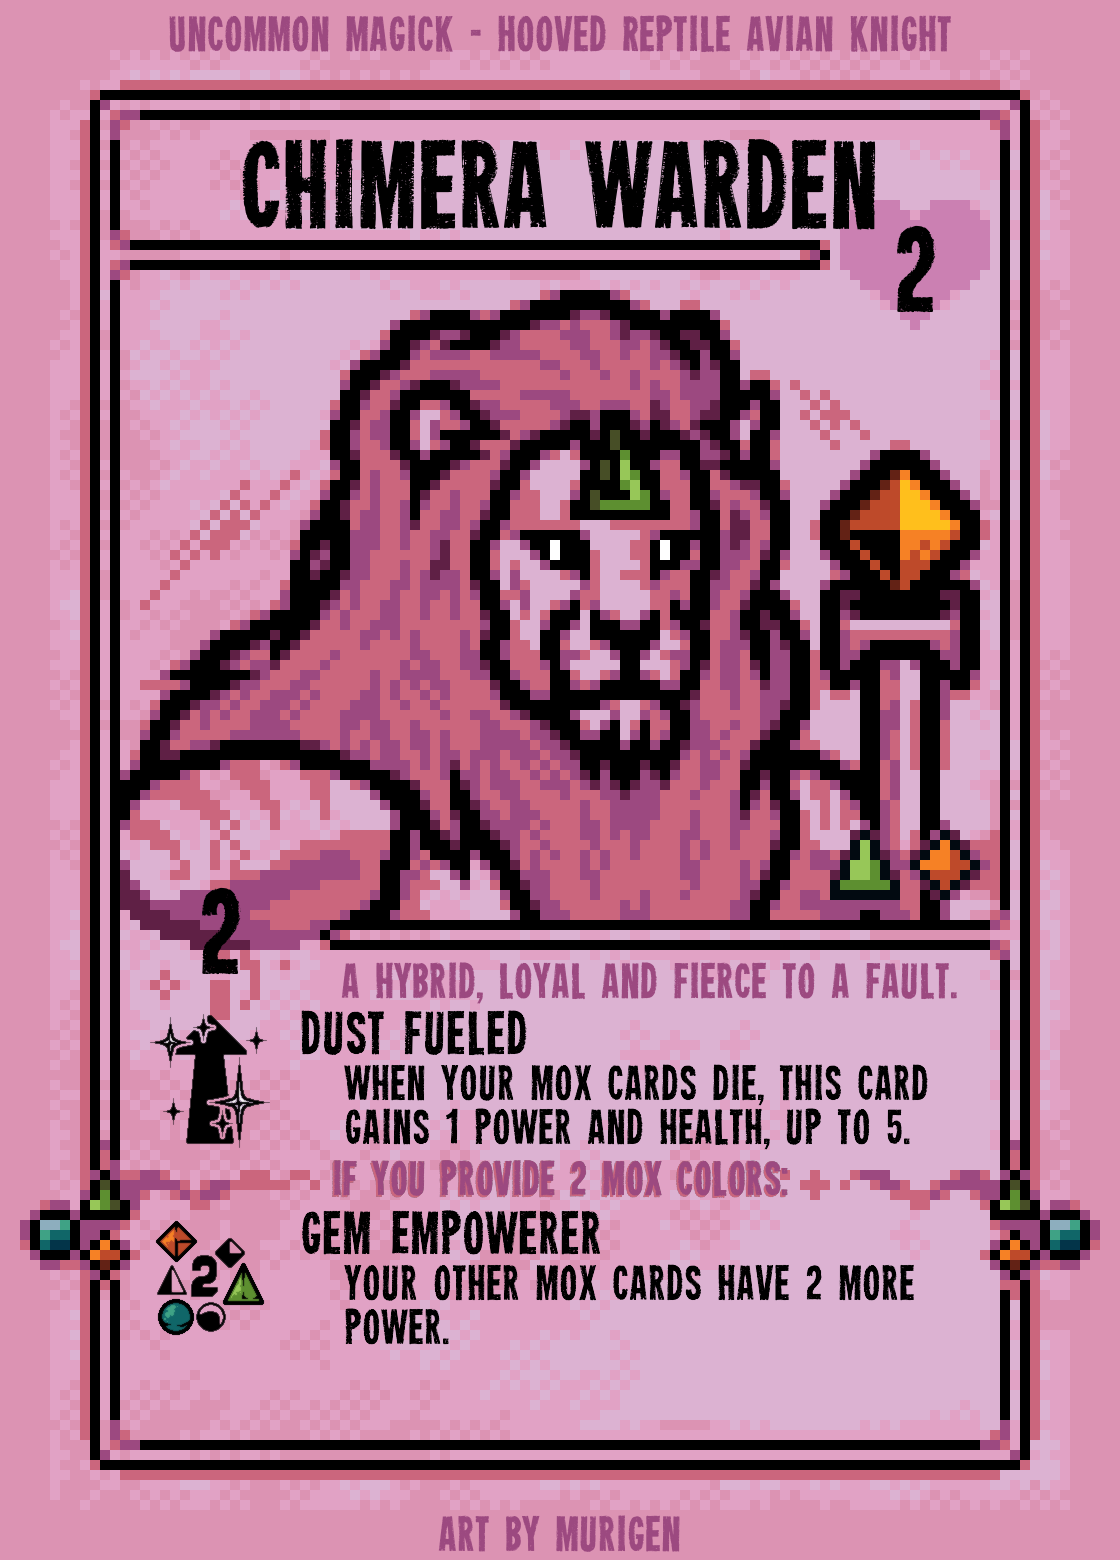 UNCOMMON MAGICK - HOOVED REPTILE AVIAN KNIGHT
CHIMERA WARDEN
2
2
A HYBRID, LOYAL AND FIERCE TO A FAULT.
DUST FUELED
WHEN YOUR MOX CARDS DIE, THIS CARD
GAINS 1 POWER AND HEALTH, UP TO 5.
IF YOU PROVIDE 2 MOX COLORS:
2
GEM EMPOWERER
YOUR OTHER MOX CARDS HAVE 2 MORE
POWER.
ART BY MURIGEN